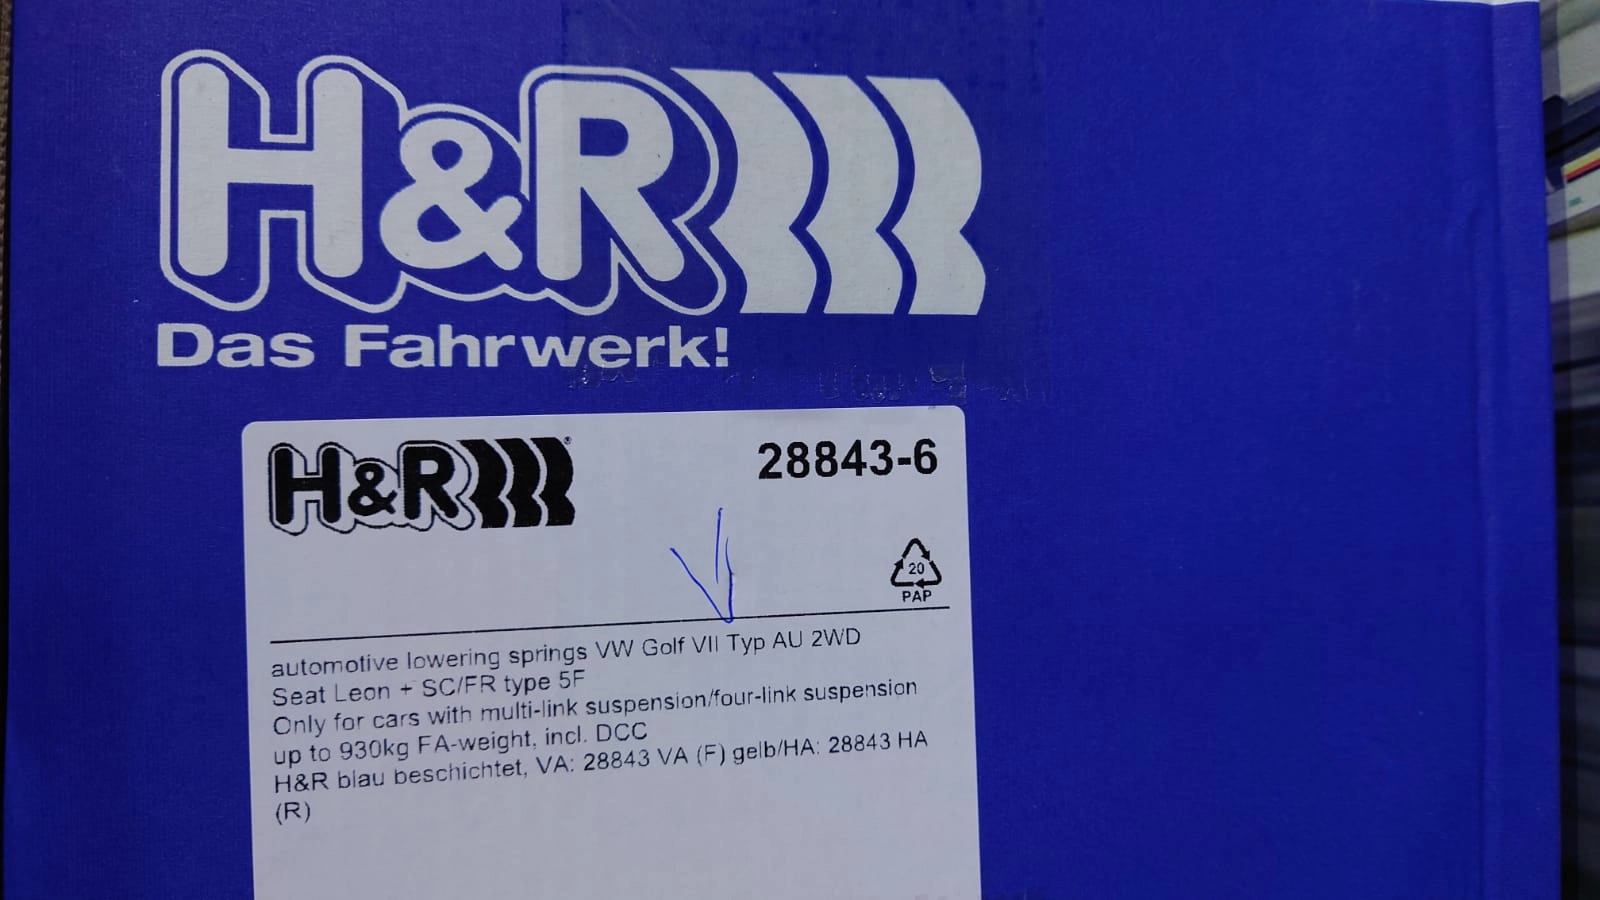 H&R
Das Fahrwerk!
H&R®
28843-6
20
PAP
automotive lowering springs VW Golf VII Typ AU 2WD
Seat Leon + SC/FR type 5F
Only for cars with multi-link suspension/four-link suspension
up to 930kg FA-weight, incl. DCC
H&R blau beschichtet, VA: 28843 VA (F) gelb/HA: 28843 HA
(R)